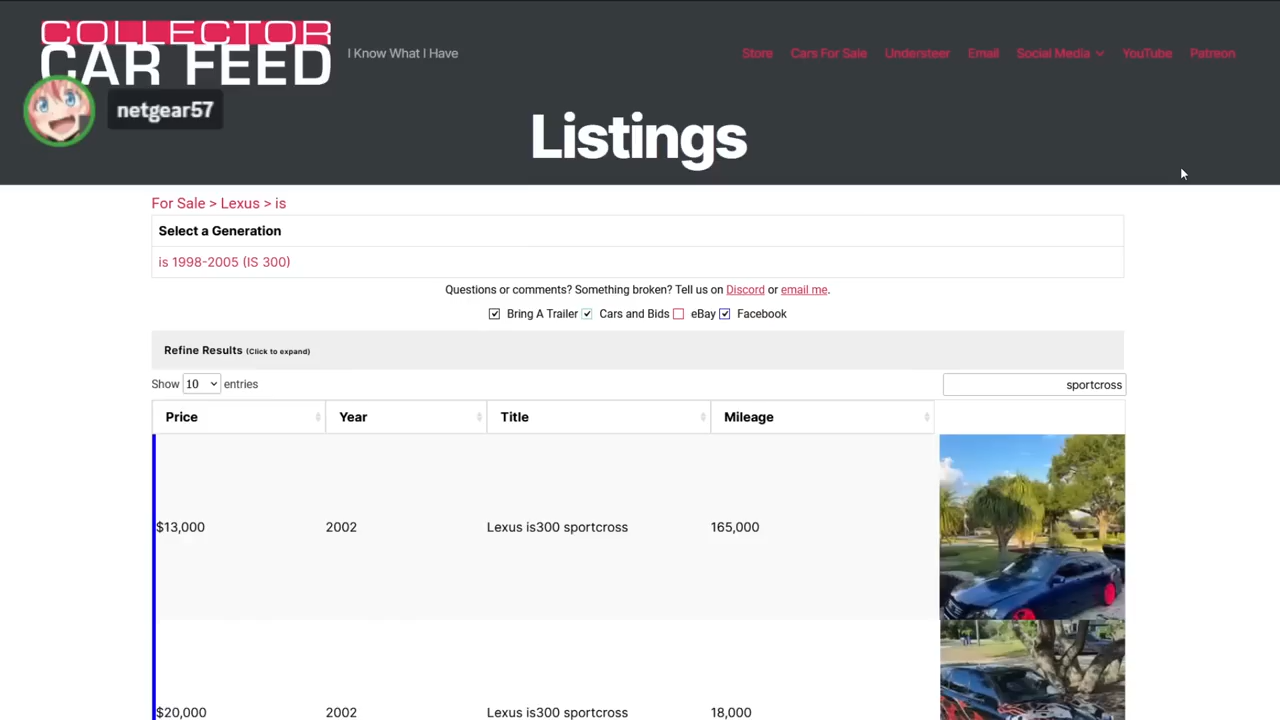 COLLECTOR
CAR FEED
I Know What I Have
Store Cars For Sale Understeer Email Social Media YouTube Patreon
netgear57
Listings
For Sale > Lexus > is
Select a Generation
is 1998-2005 (IS 300)
Questions or comments? Something broken? Tell us on Discord or email me.
Bring A Trailer Cars and Bids eBay Facebook
Refine Results (Click to expand)
Show 10 entries
sportcross
Price Year Title Mileage
$13,000 2002 Lexus is300 sportcross 165,000
$20,000 2002 Lexus is300 sportcross 18,000